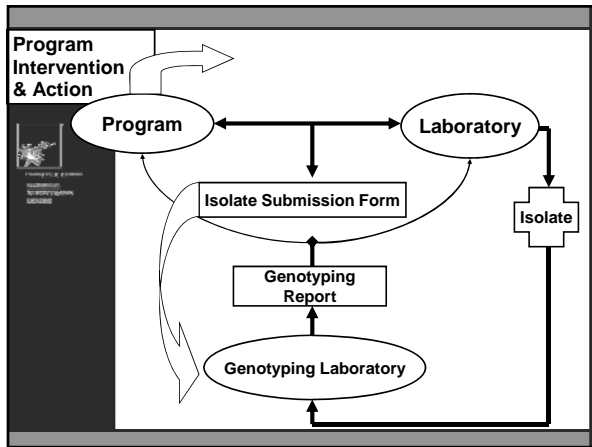 Program
Intervention
& Action
Program
Laboratory
Isolate Submission Form
Isolate
Genotyping
Report
Genotyping Laboratory